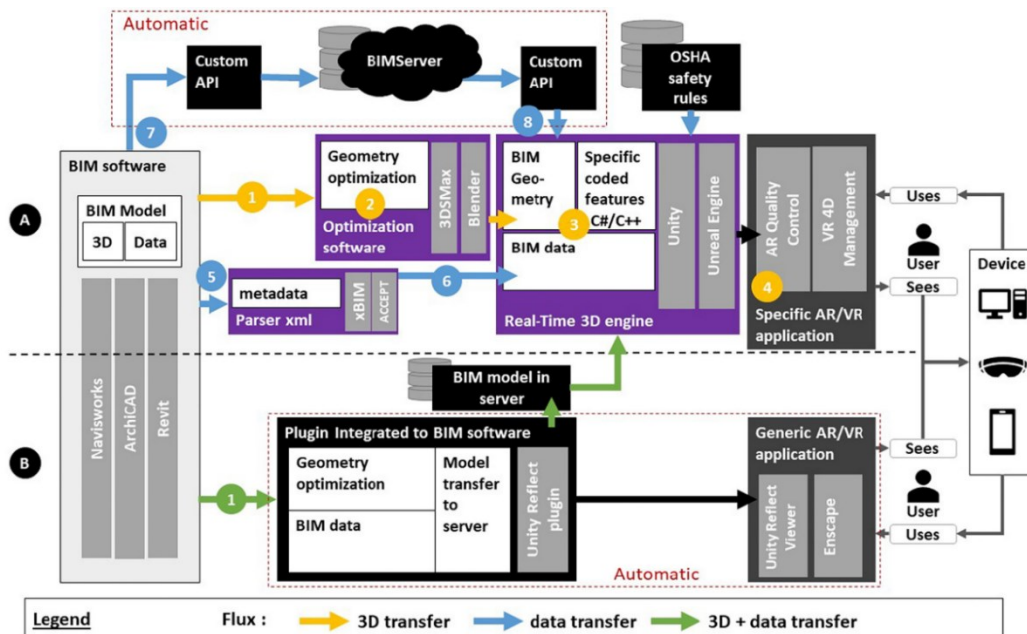 Automatic
Custom
API
BIMServer
Custom
API
OSHA
safety
rules
7
8
BIM software
BIM Model
3D
Data
A
1
Geometry
optimization
2
Optimization
software
3DSMax
Blender
BIM
Geo-
metry
Specific
coded
features
C#/C++
3
BIM data
Unity
Unreal Engine
Real-Time 3D engine
AR Quality
Control
VR 4D
Management
4
Specific AR/VR
application
Uses
User
Sees
Device
5
metadata
Parser xml
xBIM
ACCEPT
6
Navisworks
ArchiCAD
Revit
B
BIM model in
server
1
Plugin Integrated to BIM software
Geometry
optimization
BIM data
Model
transfer
to
server
Unity Reflect
plugin
Generic AR/VR
application
Unity Reflect
Viewer
Enscape
Automatic
Sees
User
Uses
Legend
Flux :
3D transfer
data transfer
3D + data transfer